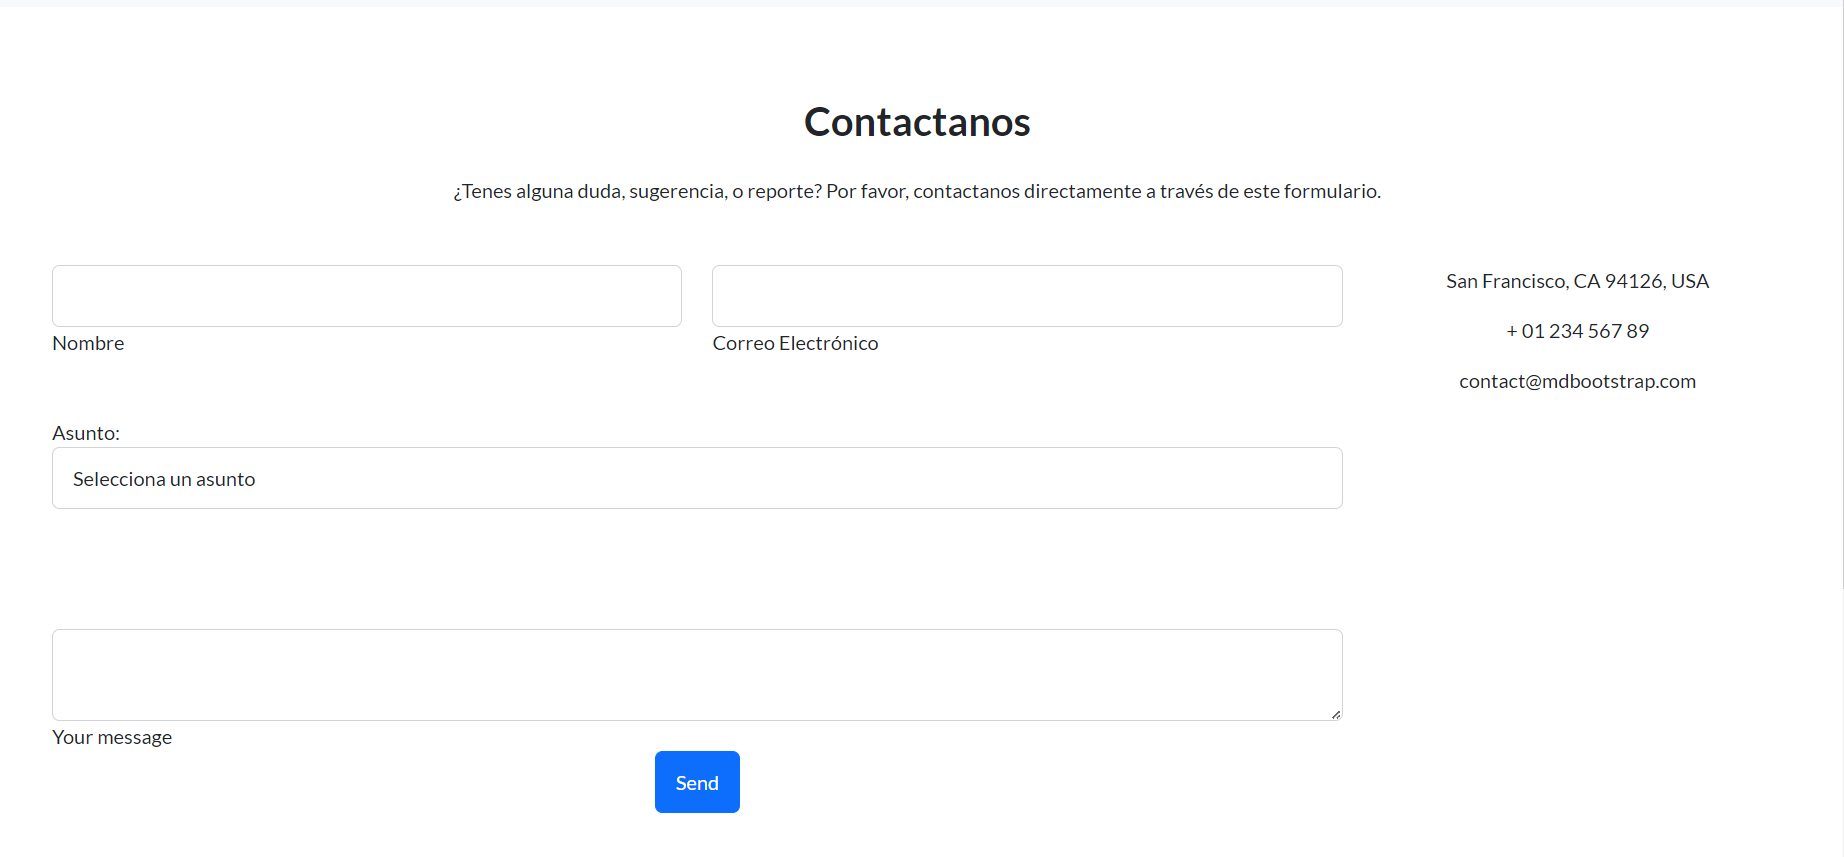 Contactanos
¿Tenes alguna duda, sugerencia, o reporte? Por favor, contactanos directamente a través de este formulario.
Nombre
Correo Electrónico
San Francisco, CA 94126, USA
+ 01 234 567 89
contact@mdbootstrap.com
Asunto:
Selecciona un asunto
Your message
Send